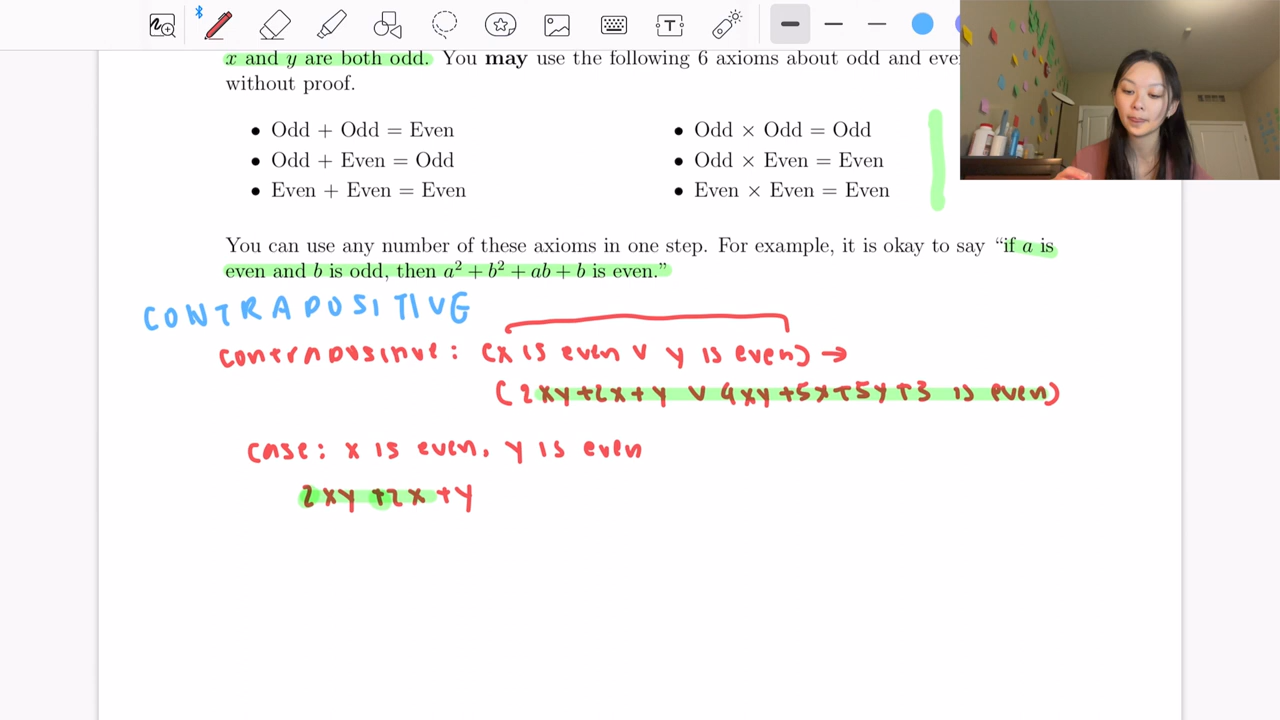 x and y are both odd. You may use the following 6 axioms about odd and eve
without proof.
• Odd + Odd = Even
• Odd + Even = Odd
• Even + Even = Even
• Odd × Odd = Odd
• Odd × Even = Even
• Even × Even = Even
You can use any number of these axioms in one step. For example, it is okay to say “if a is
even and b is odd, then a² + b² + ab + b is even.”
CONTRAPOSITIVE
contrapositive: (x is even ∨ y is even) →
(2xy+2x+y ∨ 4xy+5x+5y+3 is even)
case: x is even, y is even
2xy +2x +y